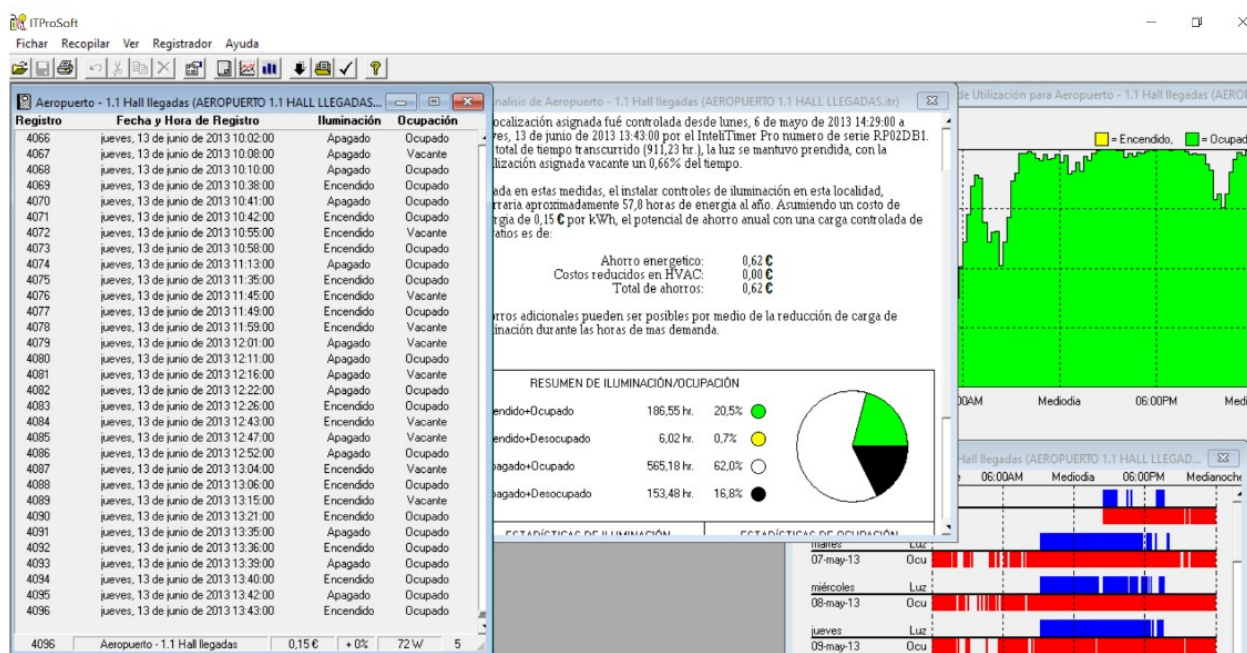 ITProSoft
Fichar Recopilar Ver Registrador Ayuda
Aeropuerto - 1.1 Hall llegadas (AEROPUERTO 1.1 HALL LLEGADAS...
Registro Fecha y Hora de Registro Iluminación Ocupación
4066 jueves, 13 de junio de 2013 10:02:00 Apagado Ocupado
4067 jueves, 13 de junio de 2013 10:08:00 Apagado Vacante
4068 jueves, 13 de junio de 2013 10:10:00 Apagado Ocupado
4069 jueves, 13 de junio de 2013 10:38:00 Encendido Ocupado
4070 jueves, 13 de junio de 2013 10:41:00 Apagado Ocupado
4071 jueves, 13 de junio de 2013 10:42:00 Encendido Ocupado
4072 jueves, 13 de junio de 2013 10:55:00 Encendido Vacante
4073 jueves, 13 de junio de 2013 10:58:00 Encendido Ocupado
4074 jueves, 13 de junio de 2013 11:13:00 Apagado Ocupado
4075 jueves, 13 de junio de 2013 11:35:00 Encendido Ocupado
4076 jueves, 13 de junio de 2013 11:45:00 Encendido Vacante
4077 jueves, 13 de junio de 2013 11:49:00 Encendido Ocupado
4078 jueves, 13 de junio de 2013 11:59:00 Encendido Vacante
4079 jueves, 13 de junio de 2013 12:01:00 Apagado Vacante
4080 jueves, 13 de junio de 2013 12:11:00 Apagado Ocupado
4081 jueves, 13 de junio de 2013 12:16:00 Apagado Vacante
4082 jueves, 13 de junio de 2013 12:22:00 Apagado Ocupado
4083 jueves, 13 de junio de 2013 12:26:00 Encendido Ocupado
4084 jueves, 13 de junio de 2013 12:43:00 Encendido Vacante
4085 jueves, 13 de junio de 2013 12:47:00 Apagado Vacante
4086 jueves, 13 de junio de 2013 12:52:00 Apagado Ocupado
4087 jueves, 13 de junio de 2013 13:04:00 Encendido Vacante
4088 jueves, 13 de junio de 2013 13:06:00 Encendido Ocupado
4089 jueves, 13 de junio de 2013 13:15:00 Encendido Vacante
4090 jueves, 13 de junio de 2013 13:21:00 Encendido Ocupado
4091 jueves, 13 de junio de 2013 13:35:00 Apagado Ocupado
4092 jueves, 13 de junio de 2013 13:36:00 Encendido Ocupado
4093 jueves, 13 de junio de 2013 13:39:00 Apagado Ocupado
4094 jueves, 13 de junio de 2013 13:40:00 Encendido Ocupado
4095 jueves, 13 de junio de 2013 13:42:00 Apagado Ocupado
4096 jueves, 13 de junio de 2013 13:43:00 Encendido Ocupado
4096 Aeropuerto - 1.1 Hall llegadas 0,15 € + 0% 72 W 5
nalisis de Aeropuerto - 1.1 Hall llegadas (AEROPUERTO 1.1 HALL LLEGADAS.itr)
ocalización asignada fué controlada desde lunes, 6 de mayo de 2013 14:29:00 a
ves, 13 de junio de 2013 13:43:00 por el InteliTimer Pro numero de serie RP02DB1.
total de tiempo transcurrido (911,23 hr.), la luz se mantuvo prendida, con la
lización asignada vacante un 0,66% del tiempo.
ada en estas medidas, el instalar controles de iluminación en esta localidad,
rraria aproximadamente 57,8 horas de energia al año. Asumiendo un costo de
rgia de 0,15 € por kWh, el potencial de ahorro anual con una carga controlada de
atios es de:
Ahorro energetico: 0,62 €
Costos reducidos en HVAC: 0,00 €
Total de ahorros: 0,62 €
rros adicionales pueden ser posibles por medio de la reducción de carga de
inación durante las horas de mas demanda.
RESUMEN DE ILUMINACIÓN/OCUPACIÓN
endido+Ocupado 186,55 hr. 20,5%
endido+Desocupado 6,02 hr. 0,7%
pagado+Ocupado 565,18 hr. 62,0%
pagado+Desocupado 153,48 hr. 16,8%
ESTADÍSTICAS DE ILUMINACIÓN ESTADÍSTICAS DE OCUPACIÓN
de Utilización para Aeropuerto - 1.1 Hall llegadas (AEROP
= Encendido, = Ocupad
00AM Mediodia 06:00PM Medi
Hall llegadas (AEROPUERTO 1.1 HALL LLEGAD...
06:00AM Mediodia 06:00PM Medianoche
martes Luz
07-may-13 Ocu
miércoles Luz
08-may-13 Ocu
jueves Luz
09-may-13 Ocu